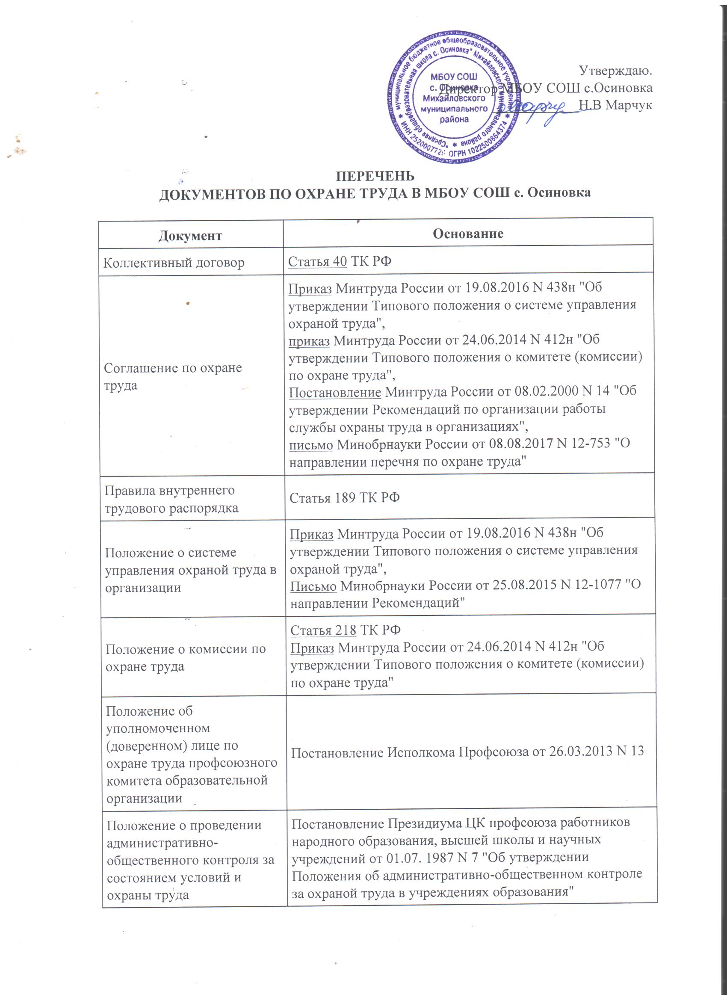 Утверждаю.
Директор МБОУ СОШ с.Осиновка
Н.В Марчук
муниципальное бюджетное общеобразовательное учреждение
"Средняя общеобразовательная школа с. Осиновка" Михайловского муниципального района
ОГРН 1022500864374
МБОУ СОШ
с. Осиновка
Михайловского
муниципального
района
ПЕРЕЧЕНЬ
ДОКУМЕНТОВ ПО ОХРАНЕ ТРУДА В МБОУ СОШ с. Осиновка
Документ
Основание
Коллективный договор
Статья 40 ТК РФ
Соглашение по охране
труда
Приказ Минтруда России от 19.08.2016 N 438н "Об
утверждении Типового положения о системе управления
охраной труда",
приказ Минтруда России от 24.06.2014 N 412н "Об
утверждении Типового положения о комитете (комиссии)
по охране труда",
Постановление Минтруда России от 08.02.2000 N 14 "Об
утверждении Рекомендаций по организации работы
службы охраны труда в организациях",
письмо Минобрнауки России от 08.08.2017 N 12-753 "О
направлении перечня по охране труда"
Правила внутреннего
трудового распорядка
Статья 189 ТК РФ
Положение о системе
управления охраной труда в
организации
Приказ Минтруда России от 19.08.2016 N 438н "Об
утверждении Типового положения о системе управления
охраной труда",
Письмо Минобрнауки России от 25.08.2015 N 12-1077 "О
направлении Рекомендаций"
Положение о комиссии по
охране труда
Статья 218 ТК РФ
Приказ Минтруда России от 24.06.2014 N 412н "Об
утверждении Типового положения о комитете (комиссии)
по охране труда"
Положение об
уполномоченном
(доверенном) лице по
охране труда профсоюзного
комитета образовательной
организации
Постановление Исполкома Профсоюза от 26.03.2013 N 13
Положение о проведении
административно-
общественного контроля за
состоянием условий и
охраны труда
Постановление Президиума ЦК профсоюза работников
народного образования, высшей школы и научных
учреждений от 01.07. 1987 N 7 "Об утверждении
Положения об административно-общественном контроле
за охраной труда в учреждениях образования"